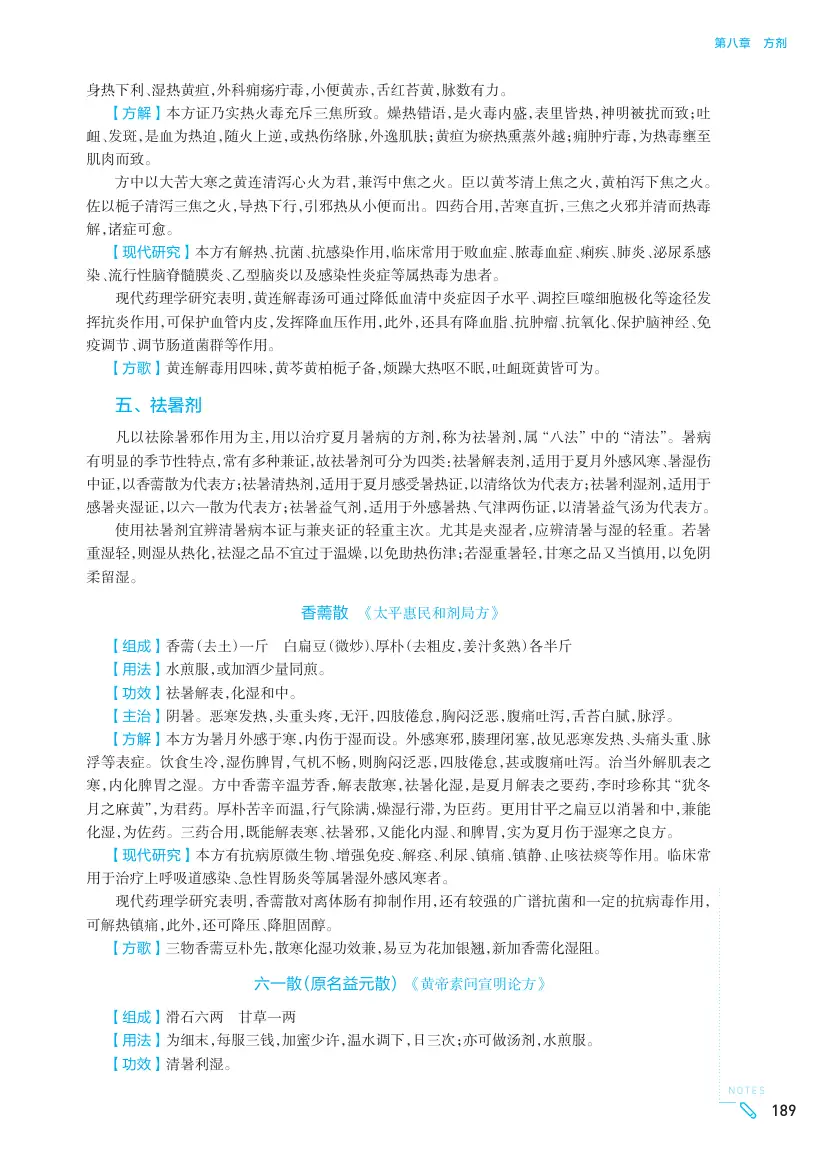 第八章　方剂
身热下利、湿热黄疸,外科痈疡疔毒,小便黄赤,舌红苔黄,脉数有力。
【方解】本方证乃实热火毒充斥三焦所致。燥热错语,是火毒内盛,表里皆热,神明被扰而致;吐
衄、发斑,是血为热迫,随火上逆,或热伤络脉,外逸肌肤;黄疸为瘀热熏蒸外越;痈肿疔毒,为热毒壅至
肌肉而致。
方中以大苦大寒之黄连清泻心火为君,兼泻中焦之火。臣以黄芩清上焦之火,黄柏泻下焦之火。
佐以栀子清泻三焦之火,导热下行,引邪热从小便而出。四药合用,苦寒直折,三焦之火邪并清而热毒
解,诸症可愈。
【现代研究】本方有解热、抗菌、抗感染作用,临床常用于败血症、脓毒血症、痢疾、肺炎、泌尿系感
染、流行性脑脊髓膜炎、乙型脑炎以及感染性炎症等属热毒为患者。
现代药理学研究表明,黄连解毒汤可通过降低血清中炎症因子水平、调控巨噬细胞极化等途径发
挥抗炎作用,可保护血管内皮,发挥降血压作用,此外,还具有降血脂、抗肿瘤、抗氧化、保护脑神经、免
疫调节、调节肠道菌群等作用。
【方歌】黄连解毒用四味,黄芩黄柏栀子备,烦躁大热呕不眠,吐衄斑黄皆可为。
五、祛暑剂
凡以祛除暑邪作用为主,用以治疗夏月暑病的方剂,称为祛暑剂,属“八法”中的“清法”。暑病
有明显的季节性特点,常有多种兼证,故祛暑剂可分为四类:祛暑解表剂,适用于夏月外感风寒、暑湿伤
中证,以香薷散为代表方;祛暑清热剂,适用于夏月感受暑热证,以清络饮为代表方;祛暑利湿剂,适用于
感暑夹湿证,以六一散为代表方;祛暑益气剂,适用于外感暑热、气津两伤证,以清暑益气汤为代表方。
使用祛暑剂宜辨清暑病本证与兼夹证的轻重主次。尤其是夹湿者,应辨清暑与湿的轻重。若暑
重湿轻,则湿从热化,祛湿之品不宜过于温燥,以免助热伤津;若湿重暑轻,甘寒之品又当慎用,以免阴
柔留湿。
香薷散　《太平惠民和剂局方》
【组成】香薷(去土)一斤　白扁豆(微炒)、厚朴(去粗皮,姜汁炙熟)各半斤
【用法】水煎服,或加酒少量同煎。
【功效】祛暑解表,化湿和中。
【主治】阴暑。恶寒发热,头重头疼,无汗,四肢倦怠,胸闷泛恶,腹痛吐泻,舌苔白腻,脉浮。
【方解】本方为暑月外感于寒,内伤于湿而设。外感寒邪,腠理闭塞,故见恶寒发热、头痛头重、脉
浮等表症。饮食生冷,湿伤脾胃,气机不畅,则胸闷泛恶,四肢倦怠,甚或腹痛吐泻。治当外解肌表之
寒,内化脾胃之湿。方中香薷辛温芳香,解表散寒,祛暑化湿,是夏月解表之要药,李时珍称其“犹冬
月之麻黄”,为君药。厚朴苦辛而温,行气除满,燥湿行滞,为臣药。更用甘平之扁豆以消暑和中,兼能
化湿,为佐药。三药合用,既能解表寒、祛暑邪,又能化内湿、和脾胃,实为夏月伤于湿寒之良方。
【现代研究】本方有抗病原微生物、增强免疫、解痉、利尿、镇痛、镇静、止咳祛痰等作用。临床常
用于治疗上呼吸道感染、急性胃肠炎等属暑湿外感风寒者。
现代药理学研究表明,香薷散对离体肠有抑制作用,还有较强的广谱抗菌和一定的抗病毒作用,
可解热镇痛,此外,还可降压、降胆固醇。
【方歌】三物香薷豆朴先,散寒化湿功效兼,易豆为花加银翘,新加香薷化湿阻。
六一散(原名益元散)　《黄帝素问宣明论方》
【组成】滑石六两　甘草一两
【用法】为细末,每服三钱,加蜜少许,温水调下,日三次;亦可做汤剂,水煎服。
【功效】清暑利湿。
NOTES
189